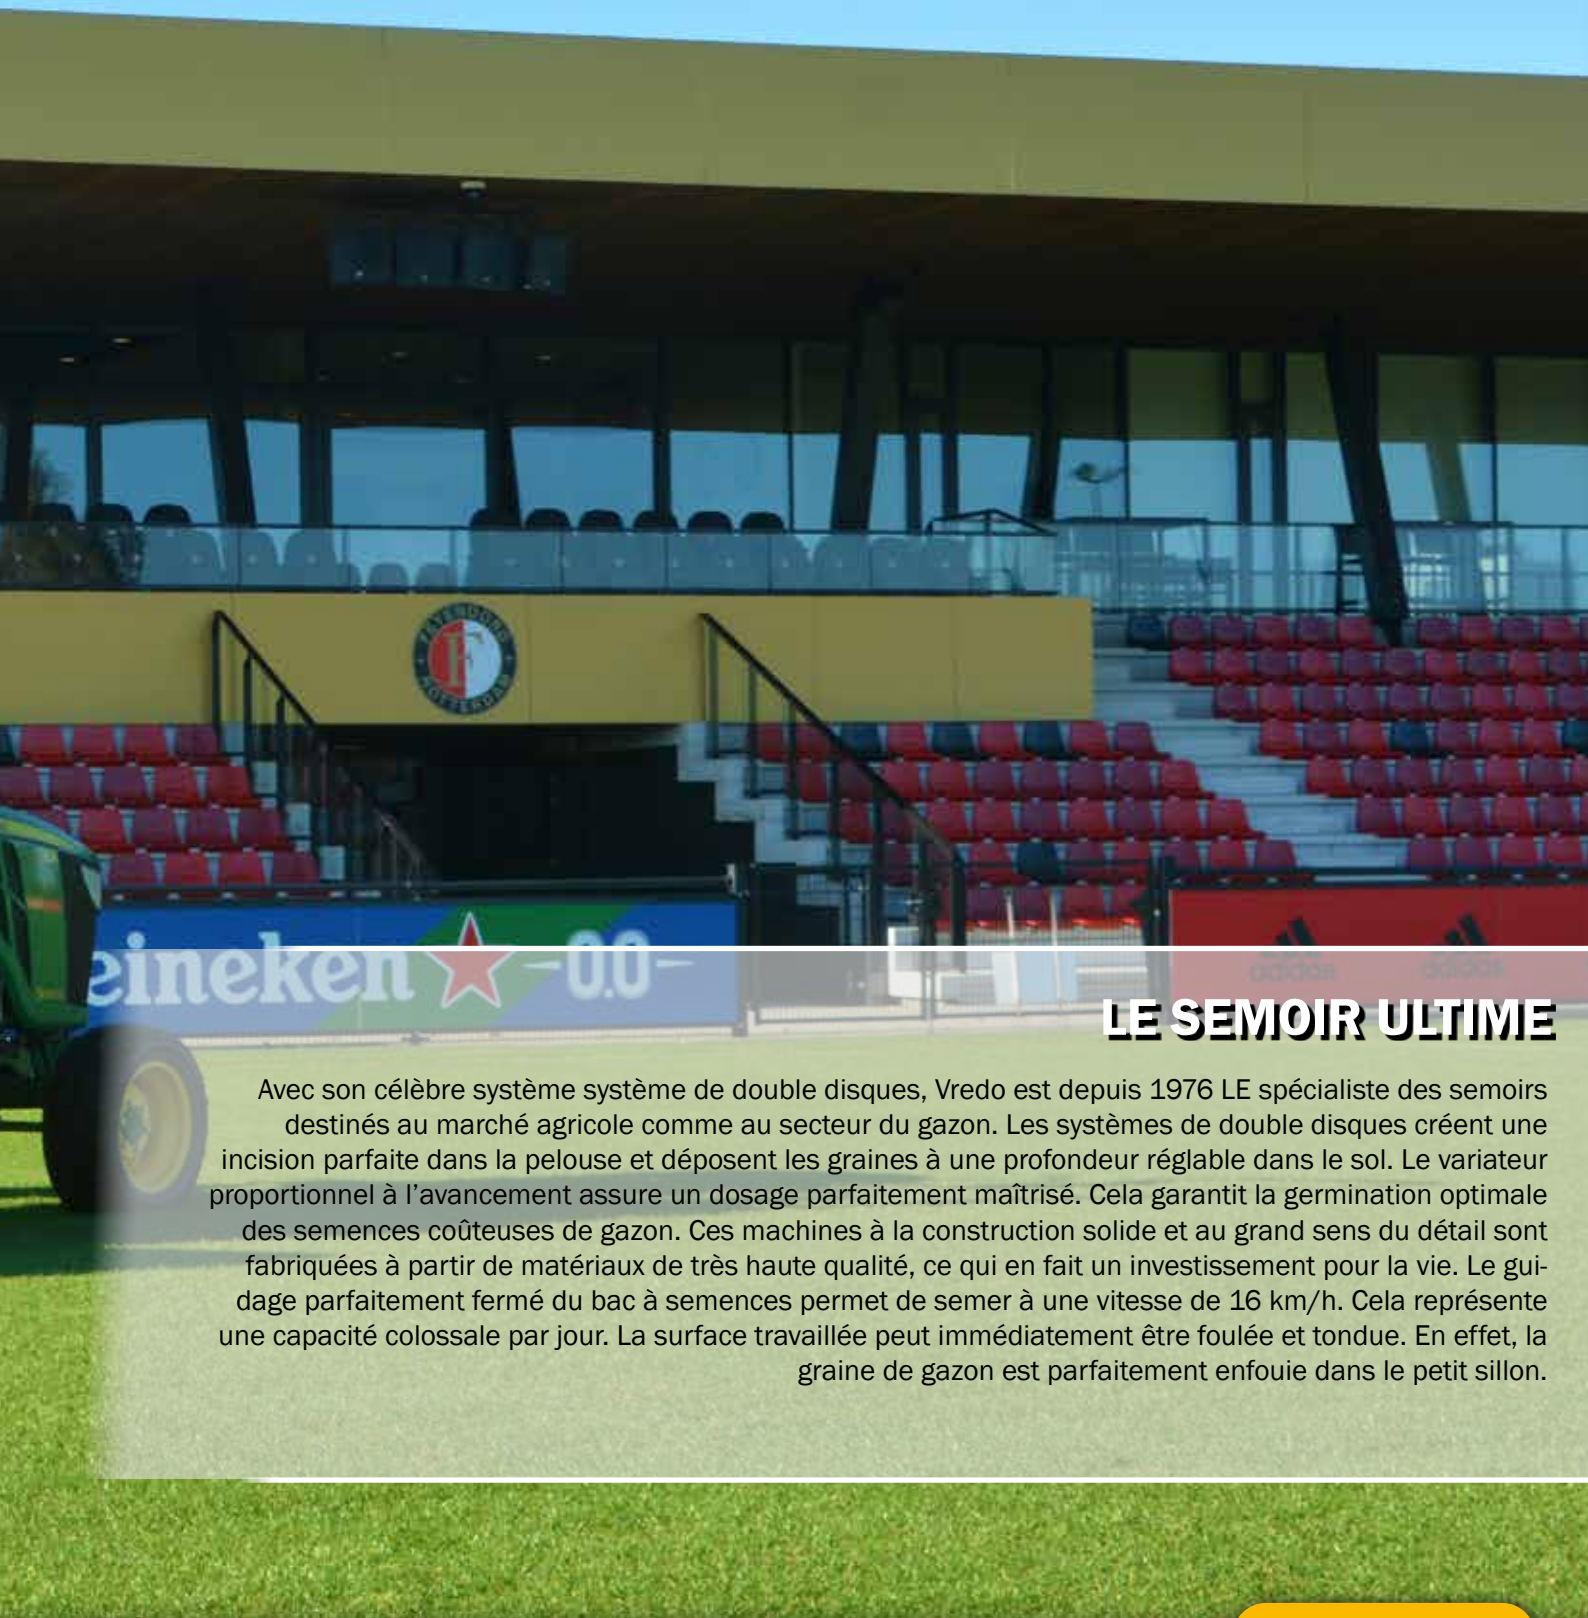 FEYENOORD
F
ROTTERDAM
eineken 0.0
adidas adidas
LE SEMOIR ULTIME
Avec son célèbre système système de double disques, Vredo est depuis 1976 LE spécialiste des semoirs
destinés au marché agricole comme au secteur du gazon. Les systèmes de double disques créent une
incision parfaite dans la pelouse et déposent les graines à une profondeur réglable dans le sol. Le variateur
proportionnel à l’avancement assure un dosage parfaitement maîtrisé. Cela garantit la germination optimale
des semences coûteuses de gazon. Ces machines à la construction solide et au grand sens du détail sont
fabriquées à partir de matériaux de très haute qualité, ce qui en fait un investissement pour la vie. Le gui-
dage parfaitement fermé du bac à semences permet de semer à une vitesse de 16 km/h. Cela représente
une capacité colossale par jour. La surface travaillée peut immédiatement être foulée et tondue. En effet, la
graine de gazon est parfaitement enfouie dans le petit sillon.